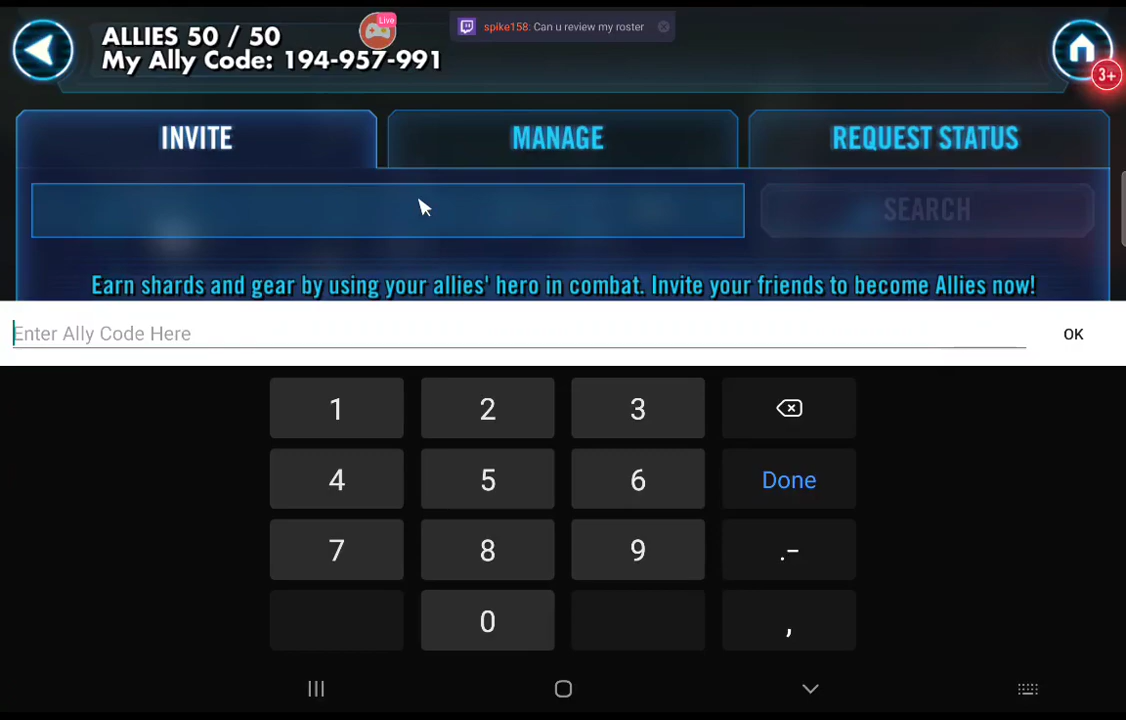 ALLIES 50 / 50
My Ally Code: 194-957-991
Live
spike158: Can u review my roster
3+
INVITE
MANAGE
REQUEST STATUS
SEARCH
Earn shards and gear by using your allies' hero in combat. Invite your friends to become Allies now!
Enter Ally Code Here
OK
1 2 3
4 5 6 Done
7 8 9 .-
0 ,